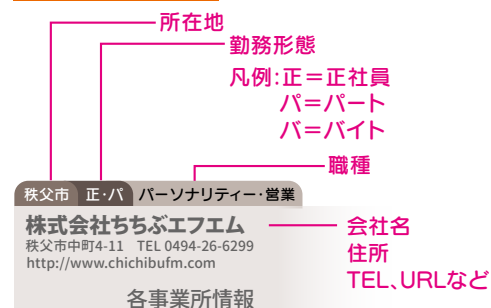 所在地
勤務形態
凡例:正＝正社員
パ＝パート
バ＝バイト
職種
秩父市 正・パ パーソナリティー・営業
株式会社ちちぶエフエム
秩父市中町4-11 TEL 0494-26-6299
http://www.chichibufm.com
会社名
住所
TEL、URLなど
各事業所情報